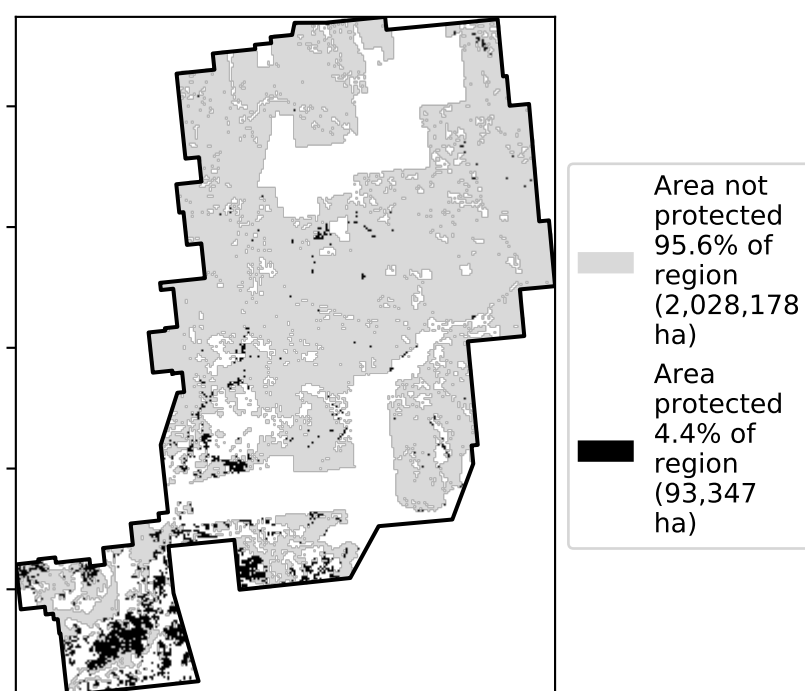 Area not
protected
95.6% of
region
(2,028,178
ha)
Area
protected
4.4% of
region
(93,347
ha)